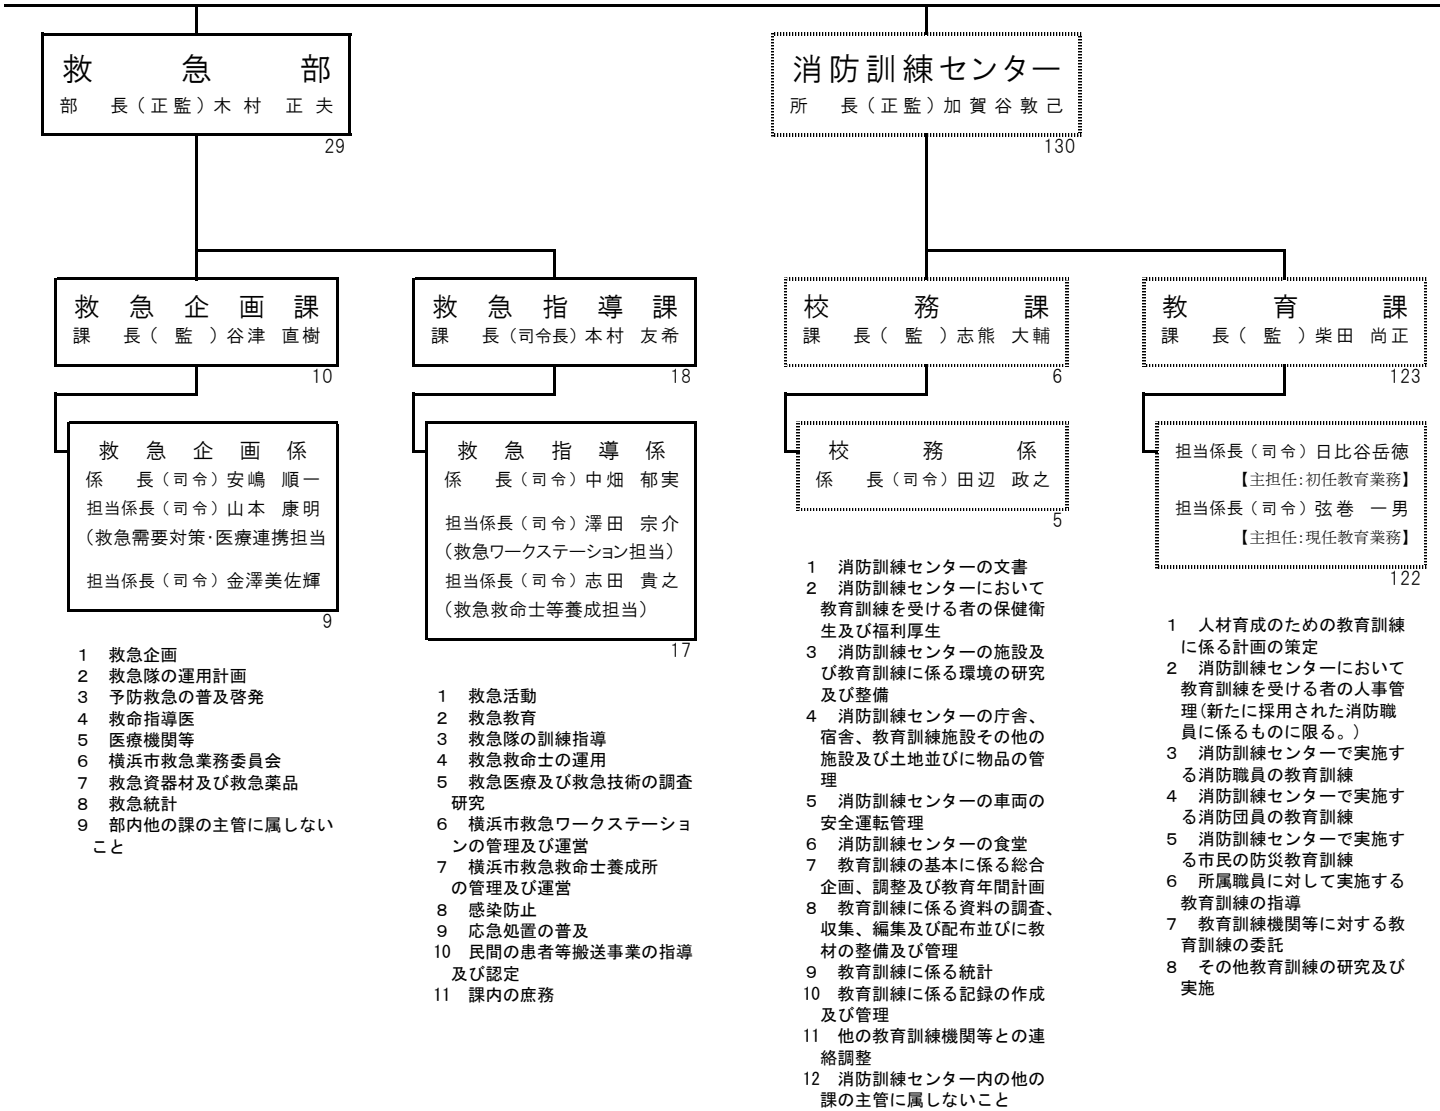 救急部
部 長（正監）木村 正夫
29
救急企画課
課 長（ 監 ）谷津 直樹
10
救急企画係
係 長（司令）安嶋 順一
担当係長（司令）山本 康明
（救急需要対策･医療連携担当
担当係長（司令）金澤美佐輝
9
1 救急企画
2 救急隊の運用計画
3 予防救急の普及啓発
4 救命指導医
5 医療機関等
6 横浜市救急業務委員会
7 救急資器材及び救急薬品
8 救急統計
9 部内他の課の主管に属しない
こと
救急指導課
課 長（司令長）本村 友希
18
救急指導係
係 長（司令）中畑 郁実
担当係長（司令）澤田 宗介
（救急ワークステーション担当）
担当係長（司令）志田 貴之
（救急救命士等養成担当）
17
1 救急活動
2 救急教育
3 救急隊の訓練指導
4 救急救命士の運用
5 救急医療及び救急技術の調査
研究
6 横浜市救急ワークステーショ
ンの管理及び運営
7 横浜市救急救命士養成所
の管理及び運営
8 感染防止
9 応急処置の普及
10 民間の患者等搬送事業の指導
及び認定
11 課内の庶務
消防訓練センター
所 長（正監）加賀谷敦己
130
校務課
課 長（ 監 ）志熊 大輔
6
校務係
係 長（司令）田辺 政之
5
1 消防訓練センターの文書
2 消防訓練センターにおいて
教育訓練を受ける者の保健衛
生及び福利厚生
3 消防訓練センターの施設及
び教育訓練に係る環境の研究
及び整備
4 消防訓練センターの庁舎、
宿舎、教育訓練施設その他の
施設及び土地並びに物品の管
理
5 消防訓練センターの車両の
安全運転管理
6 消防訓練センターの食堂
7 教育訓練の基本に係る総合
企画、調整及び教育年間計画
8 教育訓練に係る資料の調査、
収集、編集及び配布並びに教
材の整備及び管理
9 教育訓練に係る統計
10 教育訓練に係る記録の作成
及び管理
11 他の教育訓練機関等との連
絡調整
12 消防訓練センター内の他の
課の主管に属しないこと
教育課
課 長（ 監 ）柴田 尚正
123
担当係長（司令）日比谷岳徳
【主担任:初任教育業務】
担当係長（司令）弦巻 一男
【主担任:現任教育業務】
122
1 人材育成のための教育訓練
に係る計画の策定
2 消防訓練センターにおいて
教育訓練を受ける者の人事管
理(新たに採用された消防職
員に係るものに限る。)
3 消防訓練センターで実施す
る消防職員の教育訓練
4 消防訓練センターで実施す
る消防団員の教育訓練
5 消防訓練センターで実施す
る市民の防災教育訓練
6 所属職員に対して実施する
教育訓練の指導
7 教育訓練機関等に対する教
育訓練の委託
8 その他教育訓練の研究及び
実施